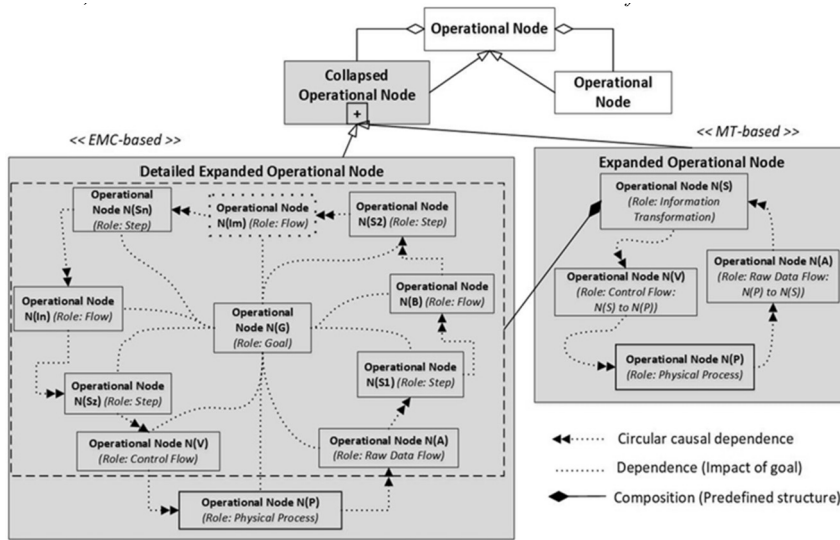 Operational Node
Collapsed
Operational Node
+
Operational
Node
<< EMC-based >>
<< MT-based >>
Detailed Expanded Operational Node
Operational
Node N(Sn)
(Role: Step)
Operational Node
N(Im) (Role: Flow)
Operational Node
N(S2) (Role: Step)
Operational Node
N(In) (Role: Flow)
Operational
Node N(G)
(Role: Goal)
Operational Node
N(B) (Role: Flow)
Operational Node
N(Sz) (Role: Step)
Operational Node
N(S1) (Role: Step)
Operational Node N(V)
(Role: Control Flow)
Operational Node N(A)
(Role: Raw Data Flow)
Operational Node N(P)
(Role: Physical Process)
Expanded Operational Node
Operational Node N(S)
(Role: Information
Transformation)
Operational Node N(V)
(Role: Control Flow:
N(S) to N(P))
Operational Node N(A)
(Role: Raw Data Flow:
N(P) to N(S))
Operational Node N(P)
(Role: Physical Process)
Circular causal dependence
Dependence (Impact of goal)
Composition (Predefined structure)